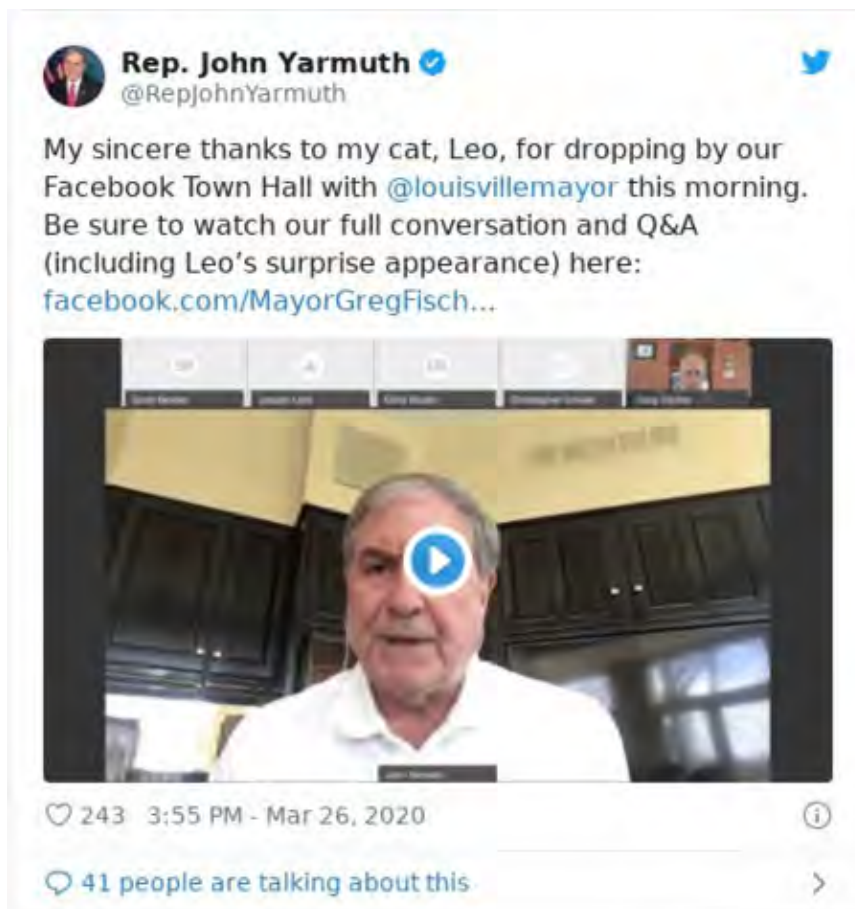 Rep. John Yarmuth
@RepJohnYarmuth
My sincere thanks to my cat, Leo, for dropping by our
Facebook Town Hall with @louisvillemayor this morning.
Be sure to watch our full conversation and Q&A
(including Leo's surprise appearance) here:
facebook.com/MayorGregFisch...
243 3:55 PM - Mar 26, 2020
41 people are talking about this